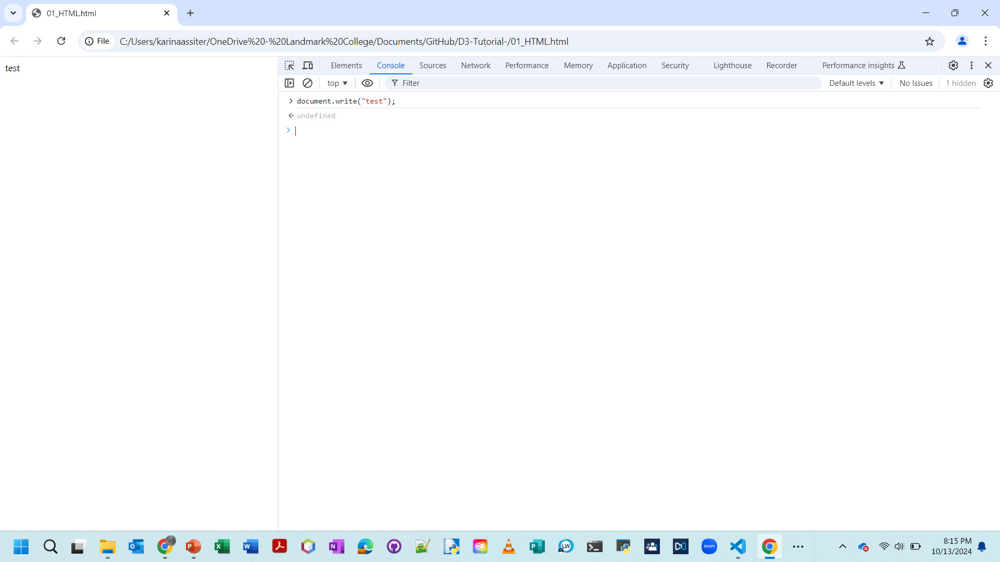 01_HTML.html
File C:/Users/karinaassiter/OneDrive%20-%20Landmark%20College/Documents/GitHub/D3-Tutorial-/01_HTML.html
test
Elements Console Sources Network Performance Memory Application Security Lighthouse Recorder Performance insights
top Filter Default levels No Issues 1 hidden
document.write("test");
undefined
8:15 PM
10/13/2024